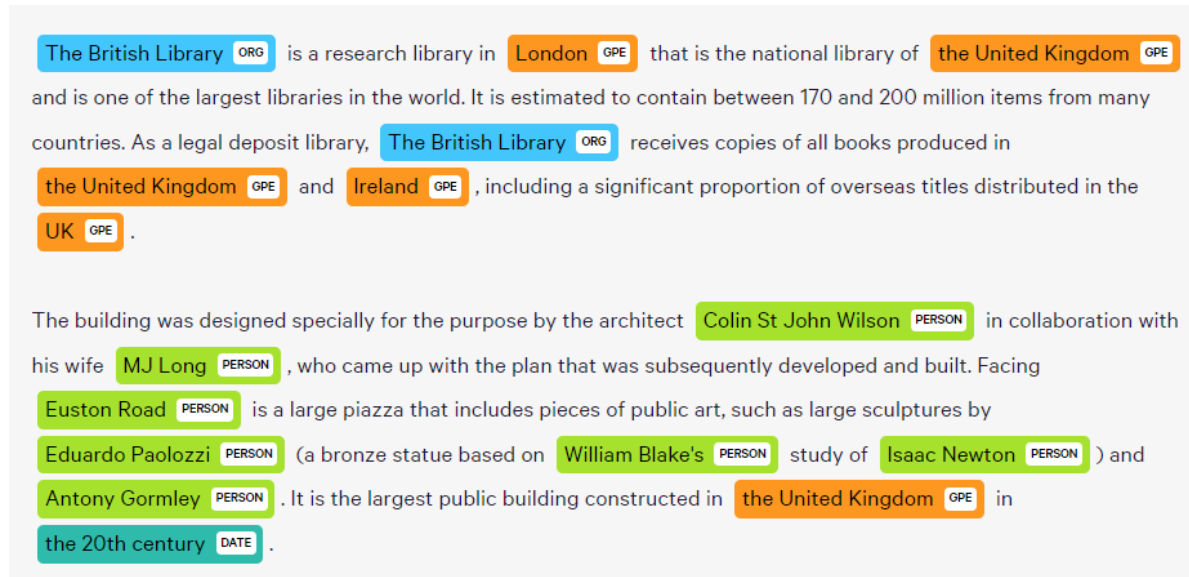 The British Library ORG is a research library in London GPE that is the national library of the United Kingdom GPE
and is one of the largest libraries in the world. It is estimated to contain between 170 and 200 million items from many
countries. As a legal deposit library, The British Library ORG receives copies of all books produced in
the United Kingdom GPE and Ireland GPE , including a significant proportion of overseas titles distributed in the
UK GPE .
The building was designed specially for the purpose by the architect Colin St John Wilson PERSON in collaboration with
his wife MJ Long PERSON , who came up with the plan that was subsequently developed and built. Facing
Euston Road PERSON is a large piazza that includes pieces of public art, such as large sculptures by
Eduardo Paolozzi PERSON (a bronze statue based on William Blake's PERSON study of Isaac Newton PERSON ) and
Antony Gormley PERSON . It is the largest public building constructed in the United Kingdom GPE in
the 20th century DATE .